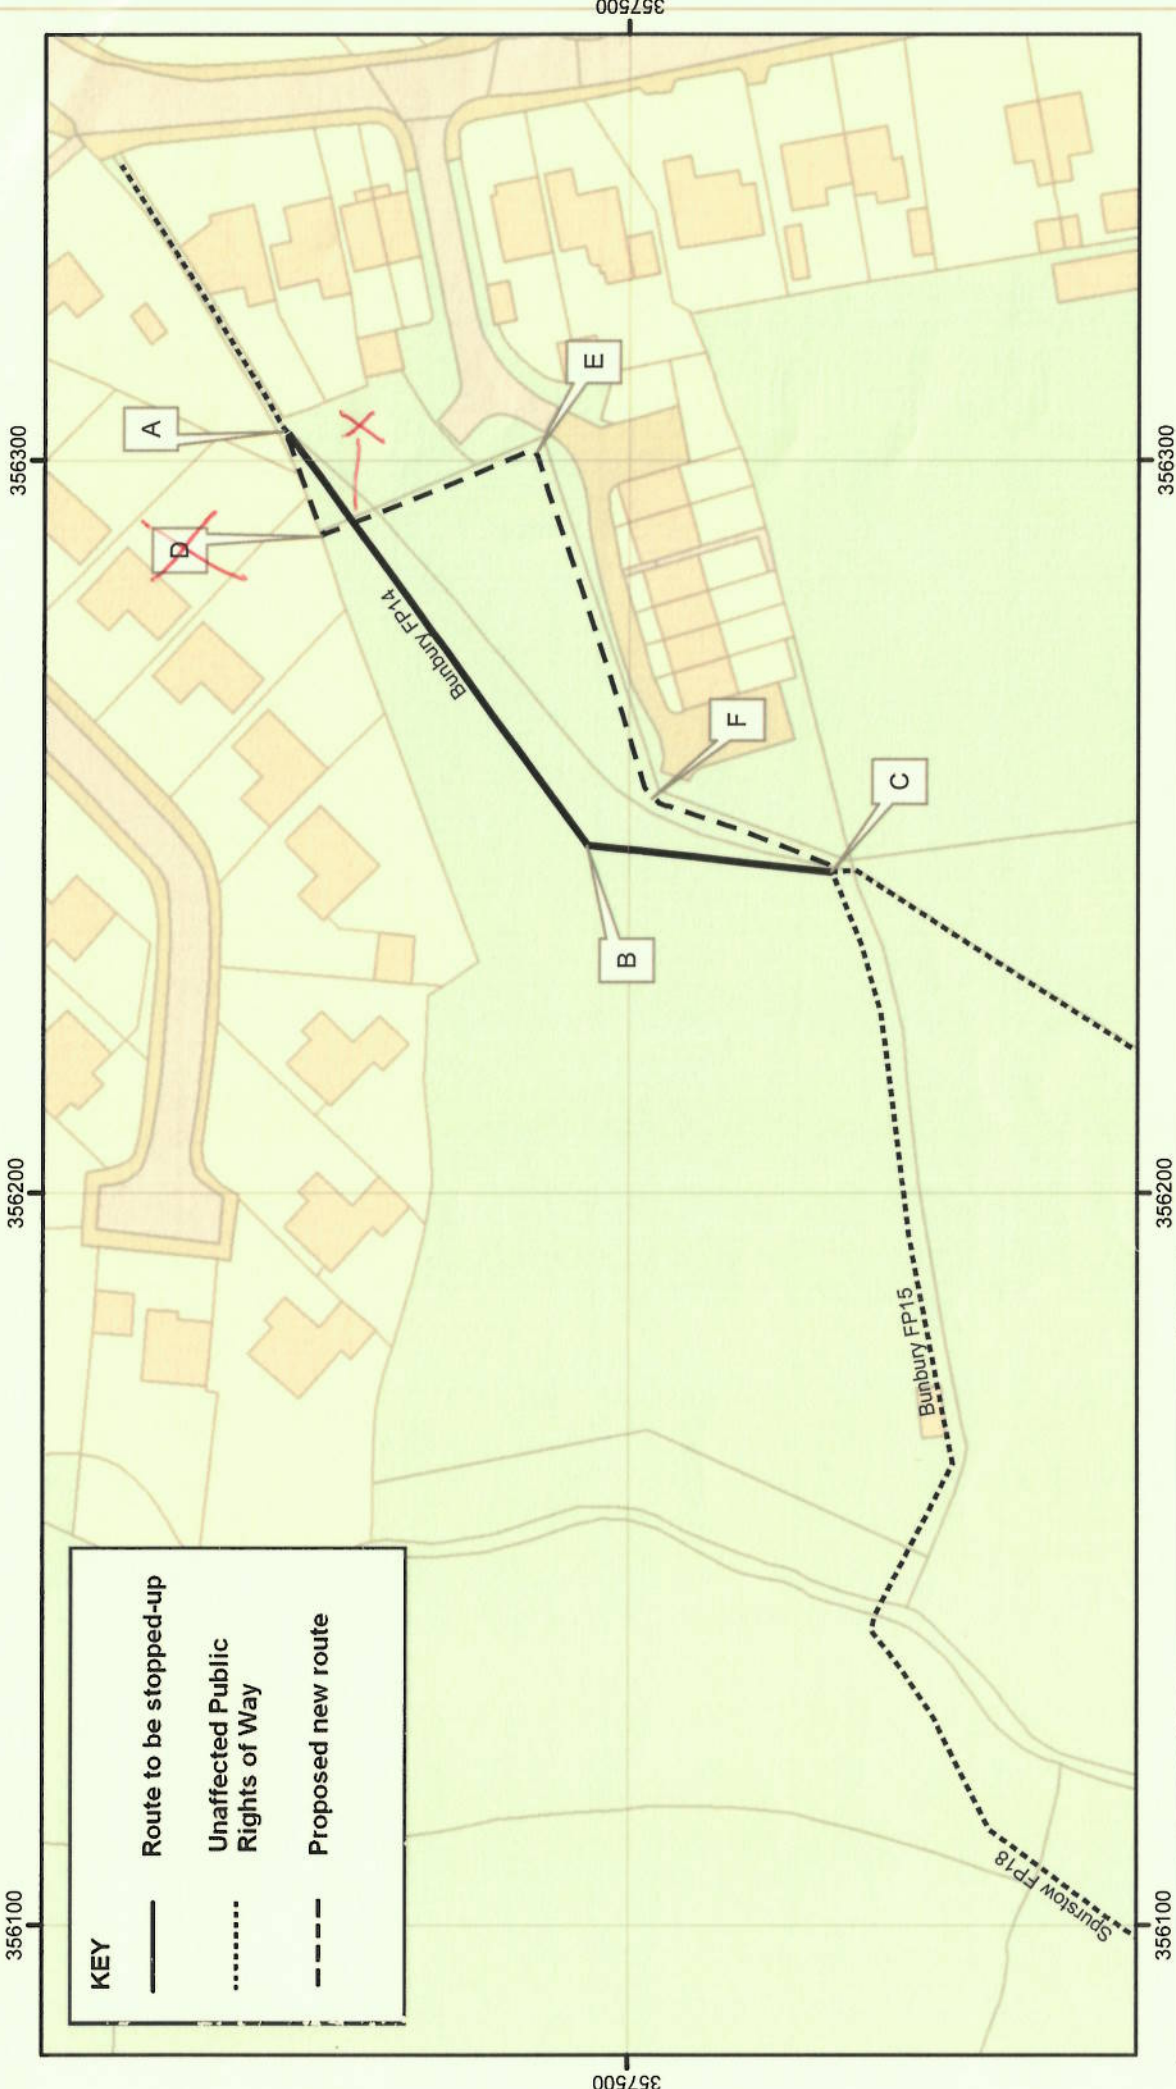 357500
356300
356200
356100
356300
356200
356100
357500
A
D
X
E
Bunbury FP14
F
C
B
Bunbury FP15
Spurstow FP18
KEY
Route to be stopped-up
Unaffected Public
Rights of Way
Proposed new route